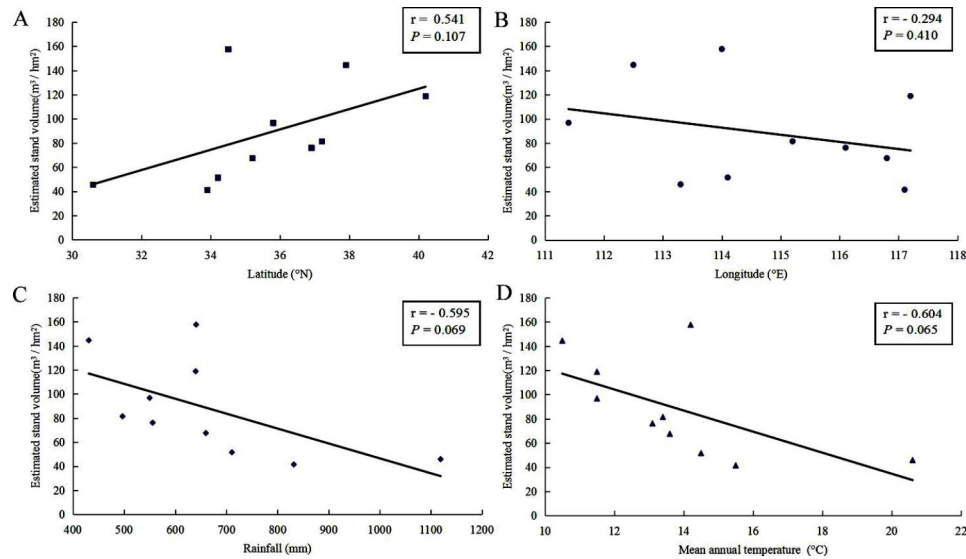 A
r = 0.541
P = 0.107
Estimated stand volume(m³ / hm²)
180
160
140
120
100
80
60
40
20
0
30 32 34 36 38 40 42
Latitude (°N)
B
r = - 0.294
P = 0.410
Estimated stand volume(m³ / hm²)
180
160
140
120
100
80
60
40
20
0
111 112 113 114 115 116 117 118
Longitude (°E)
C
r = - 0.595
P = 0.069
Estimated stand volume(m³ / hm²)
180
160
140
120
100
80
60
40
20
0
400 500 600 700 800 900 1000 1100 1200
Rainfall (mm)
D
r = - 0.604
P = 0.065
Estimated stand volume(m³ / hm²)
180
160
140
120
100
80
60
40
20
0
10 12 14 16 18 20 22
Mean annual temperature (°C)